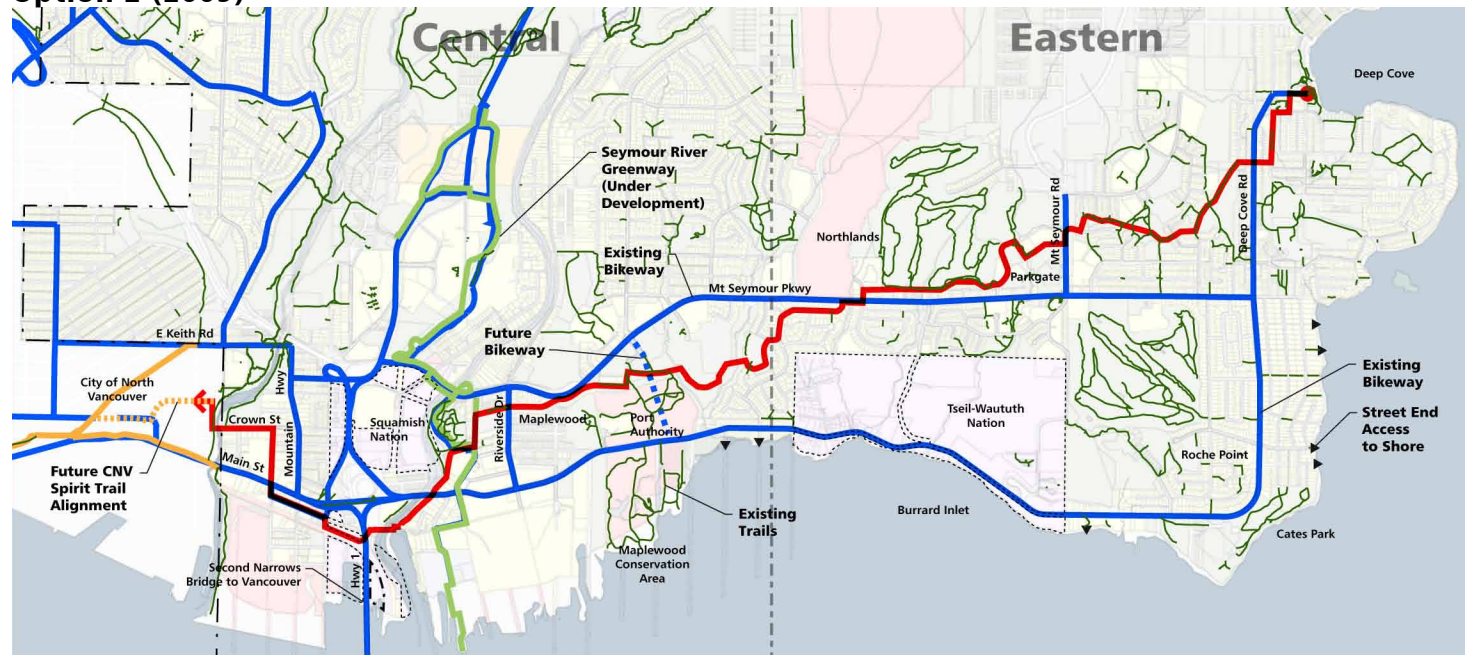 Central
Eastern
Deep Cove
Seymour River
Greenway
(Under
Development)
Mt Seymour Rd
Deep Cove Rd
Northlands
Existing
Bikeway
Parkgate
Mt Seymour Pkwy
E Keith Rd
Future
Bikeway
Hwy
City of North
Vancouver
Existing
Bikeway
Crown St
Squamish
Nation
Riverside Dr
Maplewood
Port
Authority
Tseil-Waututh
Nation
Street End
Access
to Shore
Mountain
Main St
Roche Point
Future CNV
Spirit Trail
Alignment
Existing
Trails
Burrard Inlet
Cates Park
Maplewood
Conservation
Area
Second Narrows
Bridge to Vancouver
Hwy 1